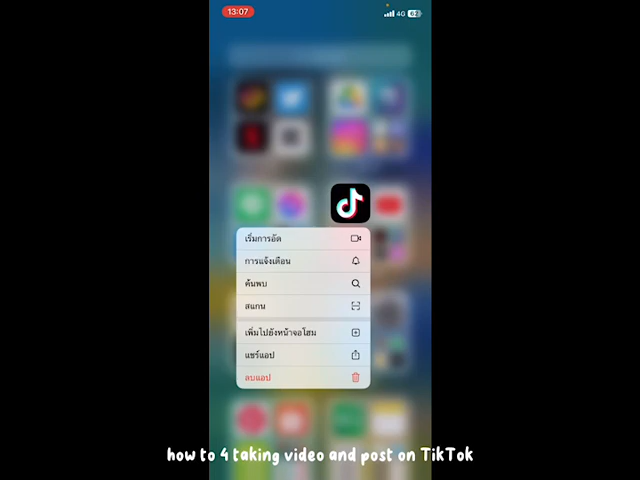 13:07
4G 62
เริ่มการอัด
การแจ้งเตือน
ค้นพบ
สแกน
เพิ่มไปยังหน้าจอโฮม
แชร์แอป
ลบแอป
how to 4 taking video and post on TikTok